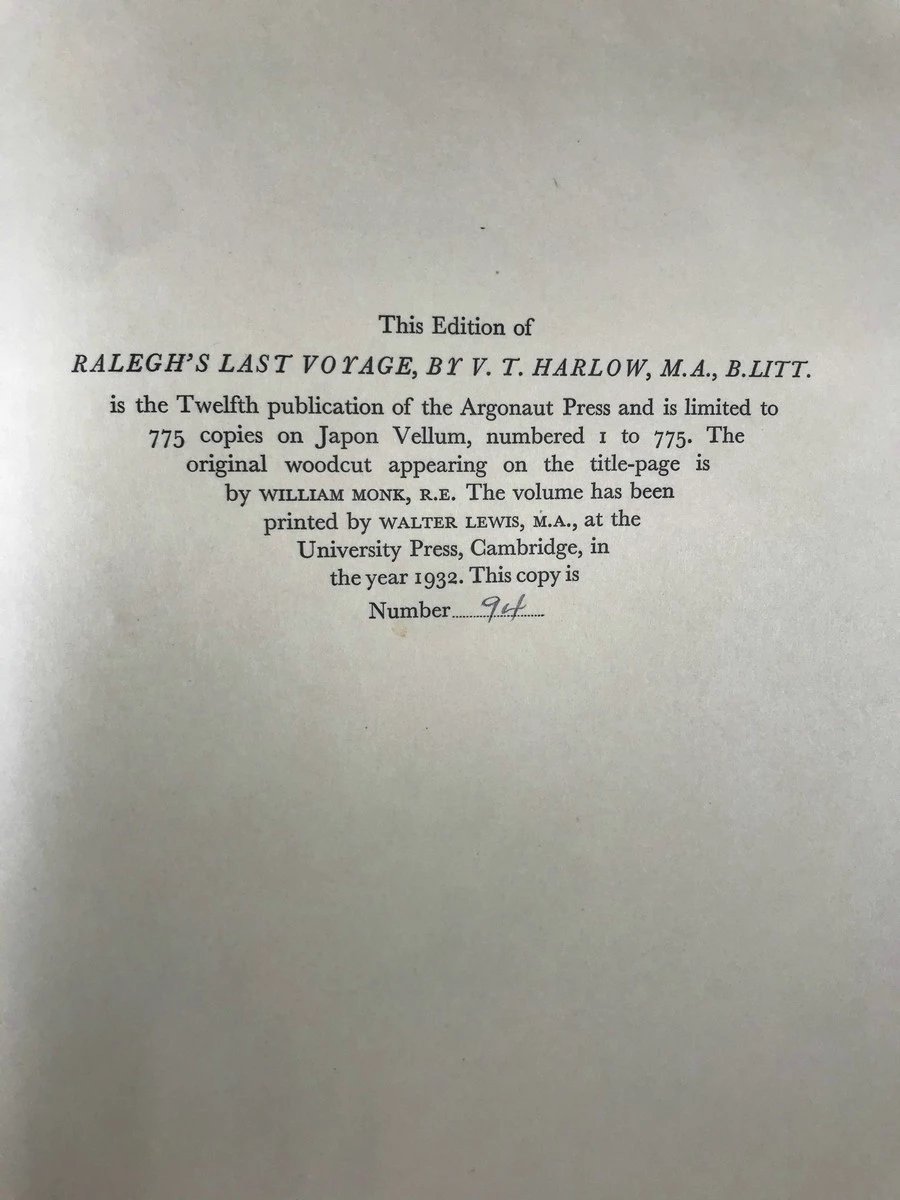 This Edition of
RALEGH'S LAST VOYAGE, BY V. T. HARLOW, M.A., B.LITT.
is the Twelfth publication of the Argonaut Press and is limited to
775 copies on Japon Vellum, numbered 1 to 775. The
original woodcut appearing on the title-page is
by WILLIAM MONK, R.E. The volume has been
printed by WALTER LEWIS, M.A., at the
University Press, Cambridge, in
the year 1932. This copy is
Number 94